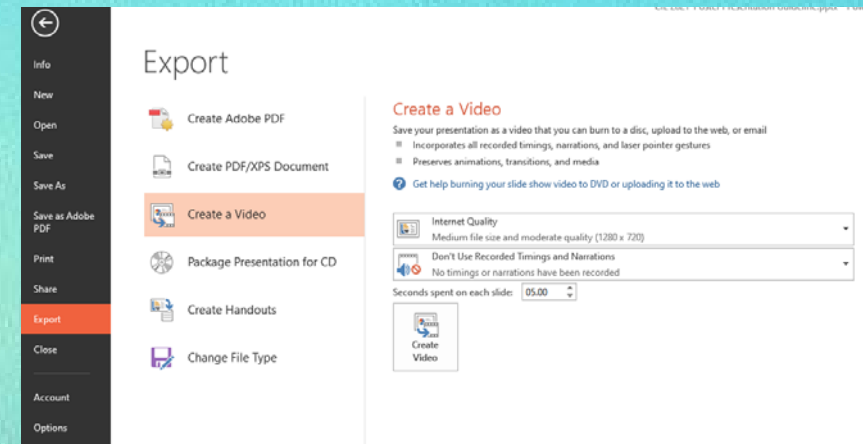 Poster Presentation Guideline.pptx
Info
New
Open
Save
Save As
Save as Adobe
PDF
Print
Share
Export
Close
Account
Options
Export
Create Adobe PDF
Create PDF/XPS Document
Create a Video
Package Presentation for CD
Create Handouts
Change File Type
Create a Video
Save your presentation as a video that you can burn to a disc, upload to the web, or email
Incorporates all recorded timings, narrations, and laser pointer gestures
Preserves animations, transitions, and media
Get help burning your slide show video to DVD or uploading it to the web
Internet Quality
Medium file size and moderate quality (1280 x 720)
Don't Use Recorded Timings and Narrations
No timings or narrations have been recorded
Seconds spent on each slide: 05.00
Create
Video